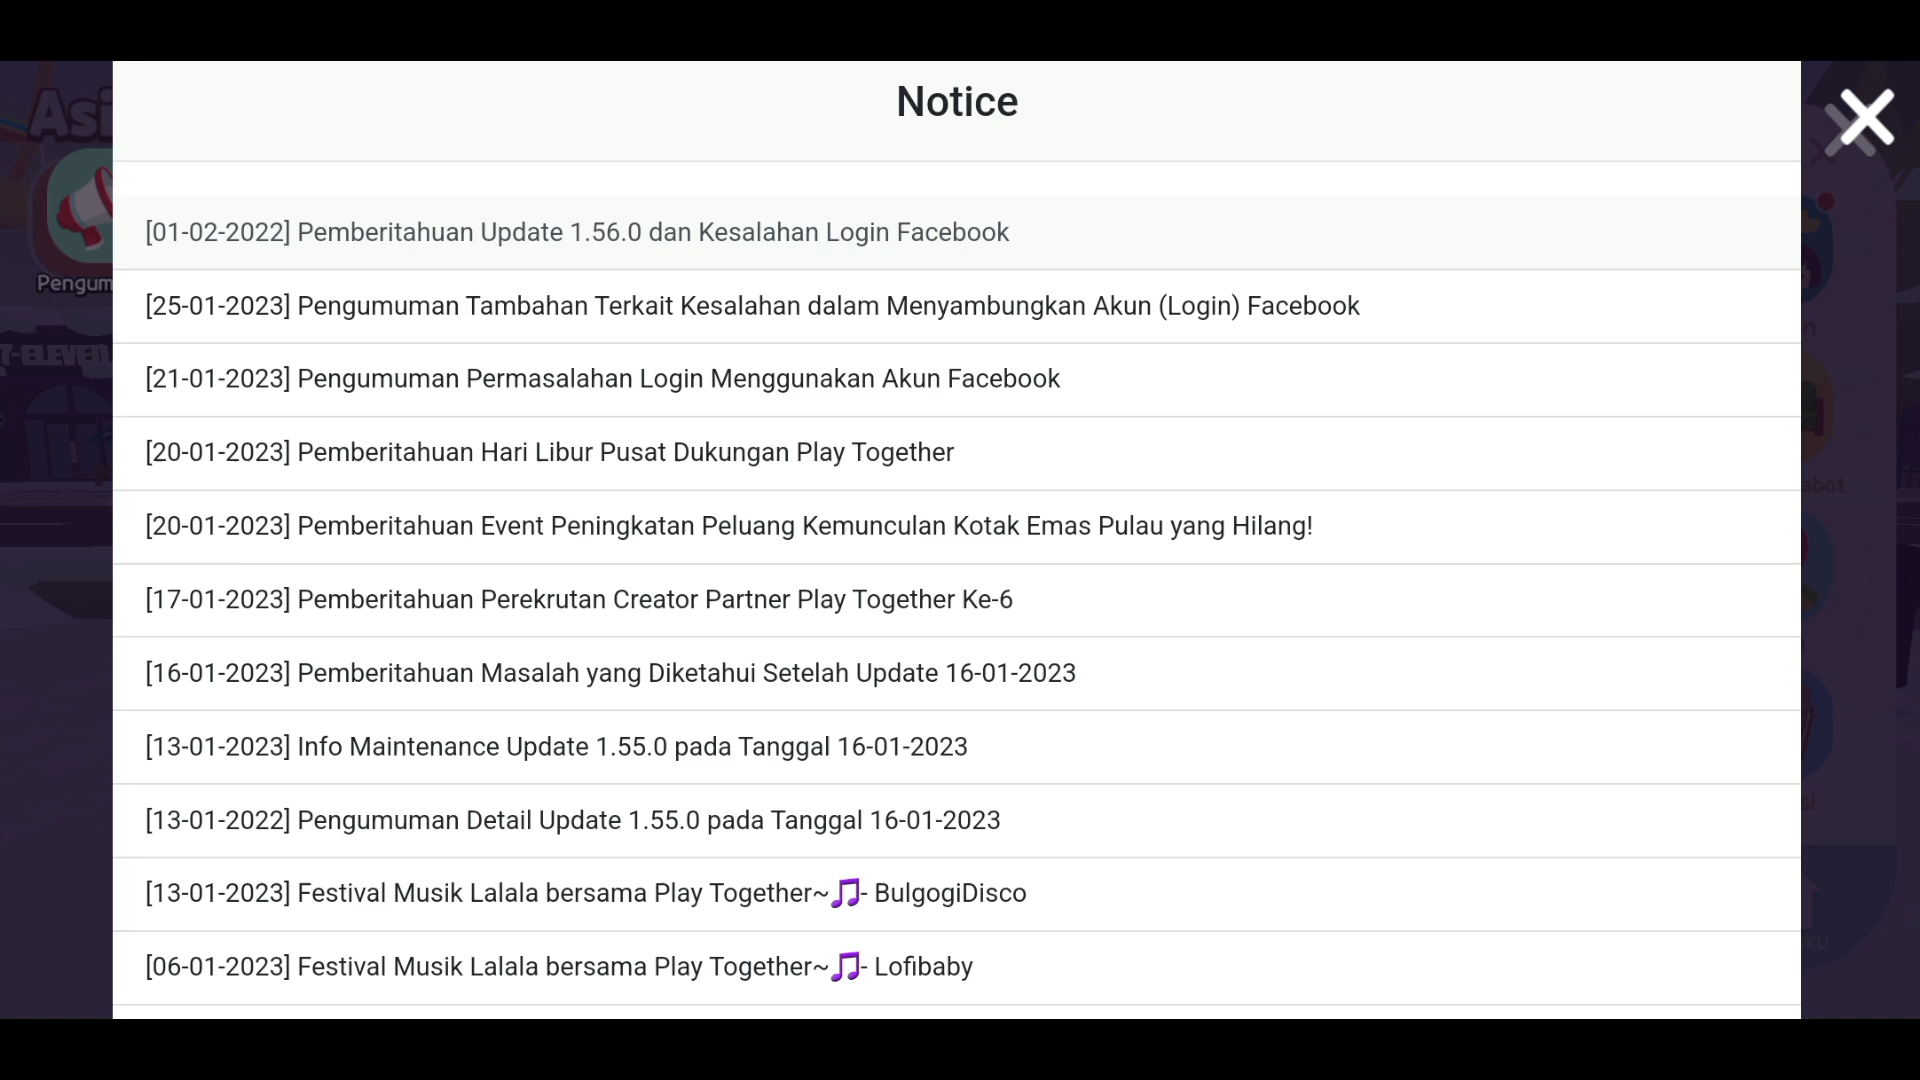 Notice
Asi
Pengum
7-ELEVEn
[01-02-2022] Pemberitahuan Update 1.56.0 dan Kesalahan Login Facebook
[25-01-2023] Pengumuman Tambahan Terkait Kesalahan dalam Menyambungkan Akun (Login) Facebook
[21-01-2023] Pengumuman Permasalahan Login Menggunakan Akun Facebook
[20-01-2023] Pemberitahuan Hari Libur Pusat Dukungan Play Together
[20-01-2023] Pemberitahuan Event Peningkatan Peluang Kemunculan Kotak Emas Pulau yang Hilang!
[17-01-2023] Pemberitahuan Perekrutan Creator Partner Play Together Ke-6
[16-01-2023] Pemberitahuan Masalah yang Diketahui Setelah Update 16-01-2023
[13-01-2023] Info Maintenance Update 1.55.0 pada Tanggal 16-01-2023
[13-01-2022] Pengumuman Detail Update 1.55.0 pada Tanggal 16-01-2023
[13-01-2023] Festival Musik Lalala bersama Play Together~🎵- BulgogiDisco
[06-01-2023] Festival Musik Lalala bersama Play Together~🎵- Lofibaby